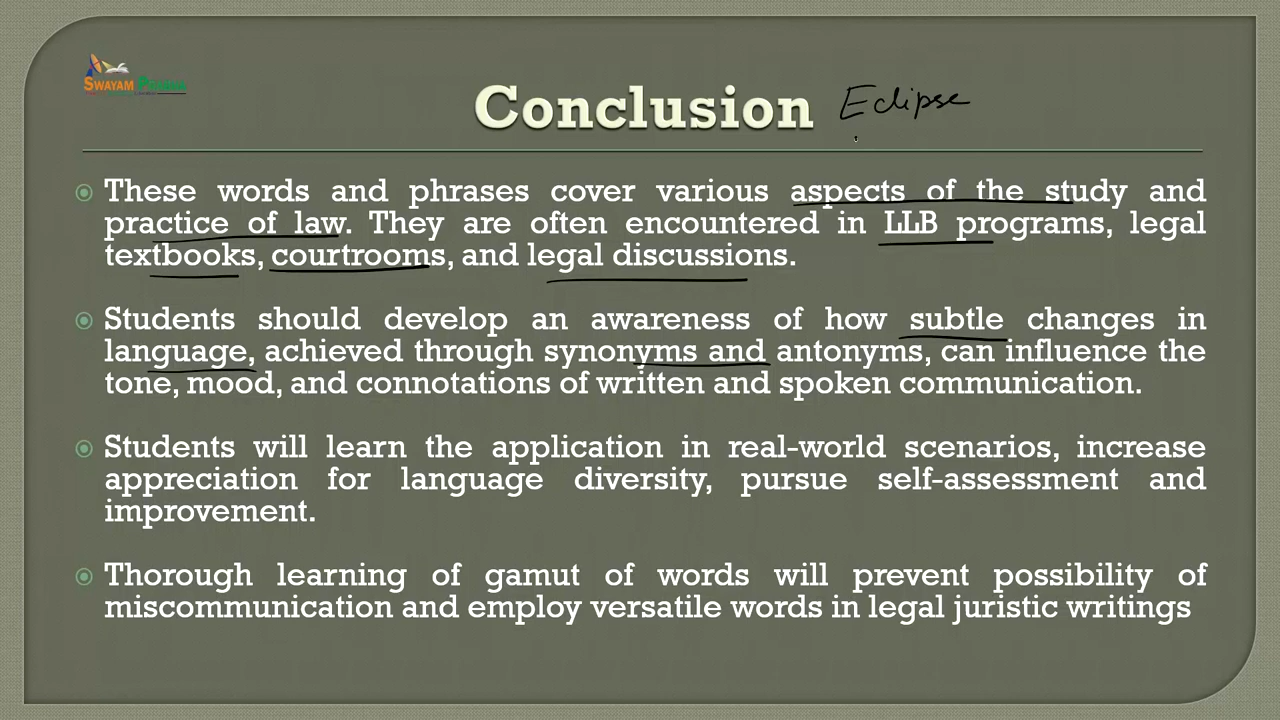 SWAYAM PRABHA
Conclusion Eclipse
These words and phrases cover various aspects of the study and
practice of law. They are often encountered in LLB programs, legal
textbooks, courtrooms, and legal discussions.
Students should develop an awareness of how subtle changes in
language, achieved through synonyms and antonyms, can influence the
tone, mood, and connotations of written and spoken communication.
Students will learn the application in real-world scenarios, increase
appreciation for language diversity, pursue self-assessment and
improvement.
Thorough learning of gamut of words will prevent possibility of
miscommunication and employ versatile words in legal juristic writings